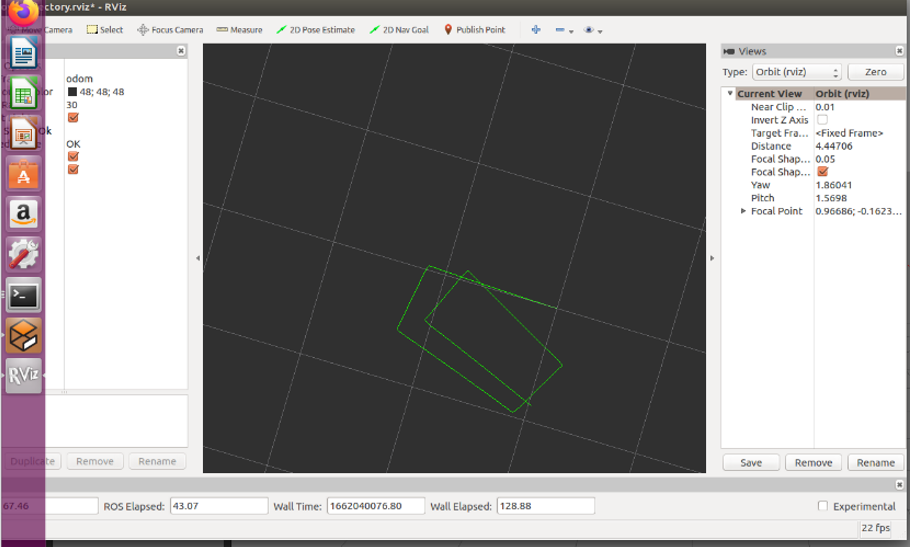 ectory.rviz* - RViz
Move Camera Select Focus Camera Measure 2D Pose Estimate 2D Nav Goal Publish Point
Views
Type: Orbit (rviz) Zero
odom
48; 48; 48
30
Ok
OK
Current View Orbit (rviz)
Near Clip ... 0.01
Invert Z Axis
Target Fra... <Fixed Frame>
Distance 4.44706
Focal Shap... 0.05
Focal Shap...
Yaw 1.86041
Pitch 1.5698
Focal Point 0.96686; -0.1623...
RViz
Duplicate Remove Rename
Save Remove Rename
67.46 ROS Elapsed: 43.07 Wall Time: 1662040076.80 Wall Elapsed: 128.88 Experimental
22 fps